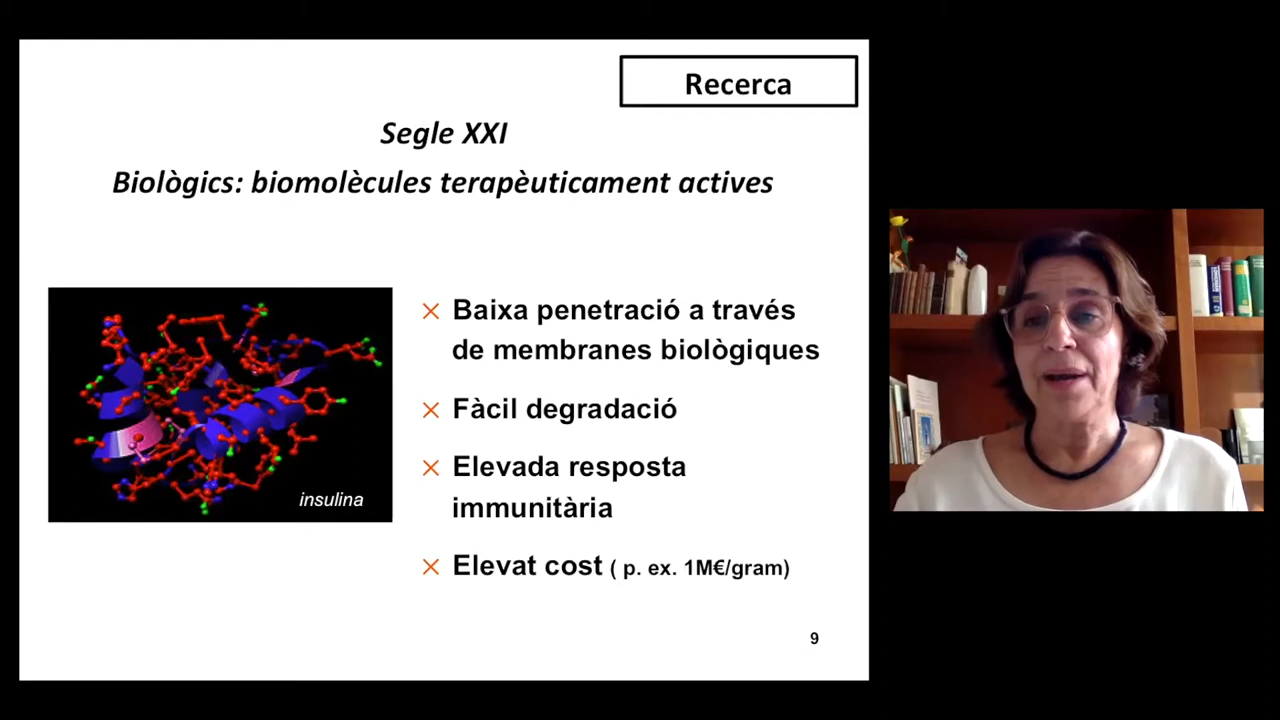 Recerca
Segle XXI
Biològics: biomolècules terapèuticament actives
× Baixa penetració a través
de membranes biològiques
× Fàcil degradació
× Elevada resposta
immunitària
× Elevat cost ( p. ex. 1M€/gram)
insulina
9